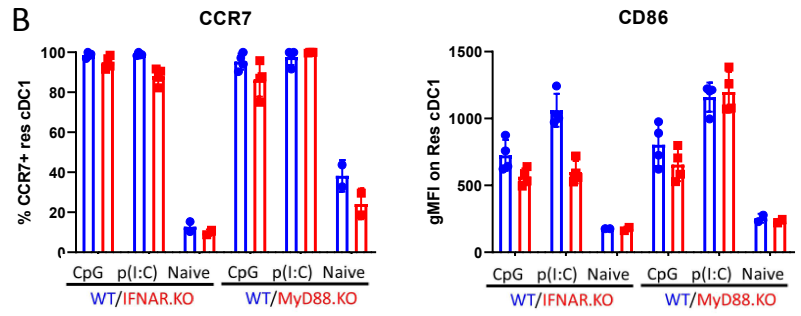 B
CCR7
% CCR7+ res cDC1
100
80
60
40
20
0
CpG p(I:C) Naive CpG p(I:C) Naive
WT/IFNAR.KO WT/MyD88.KO
CD86
gMFI on Res cDC1
1500
1000
500
0
CpG p(I:C) Naive CpG p(I:C) Naive
WT/IFNAR.KO WT/MyD88.KO